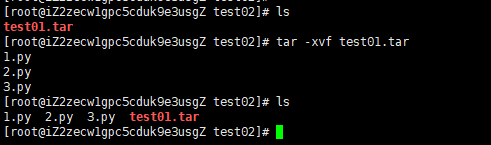 [root@iZ2zecw1gpc5cduk9e3usgZ test02]# ls
test01.tar
[root@iZ2zecw1gpc5cduk9e3usgZ test02]# tar -xvf test01.tar
1.py
2.py
3.py
[root@iZ2zecw1gpc5cduk9e3usgZ test02]# ls
1.py  2.py  3.py  test01.tar
[root@iZ2zecw1gpc5cduk9e3usgZ test02]#